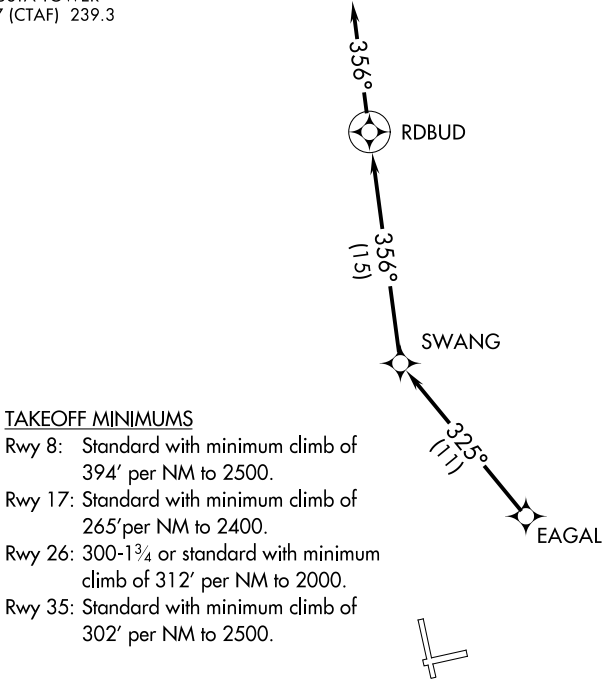 (CTAF) 239.3
356°
RDBUD
356°
(15)
SWANG
325°
(11)
EAGAL
TAKEOFF MINIMUMS
Rwy 8: Standard with minimum climb of
394' per NM to 2500.
Rwy 17: Standard with minimum climb of
265'per NM to 2400.
Rwy 26: 300-1¾ or standard with minimum
climb of 312' per NM to 2000.
Rwy 35: Standard with minimum climb of
302' per NM to 2500.